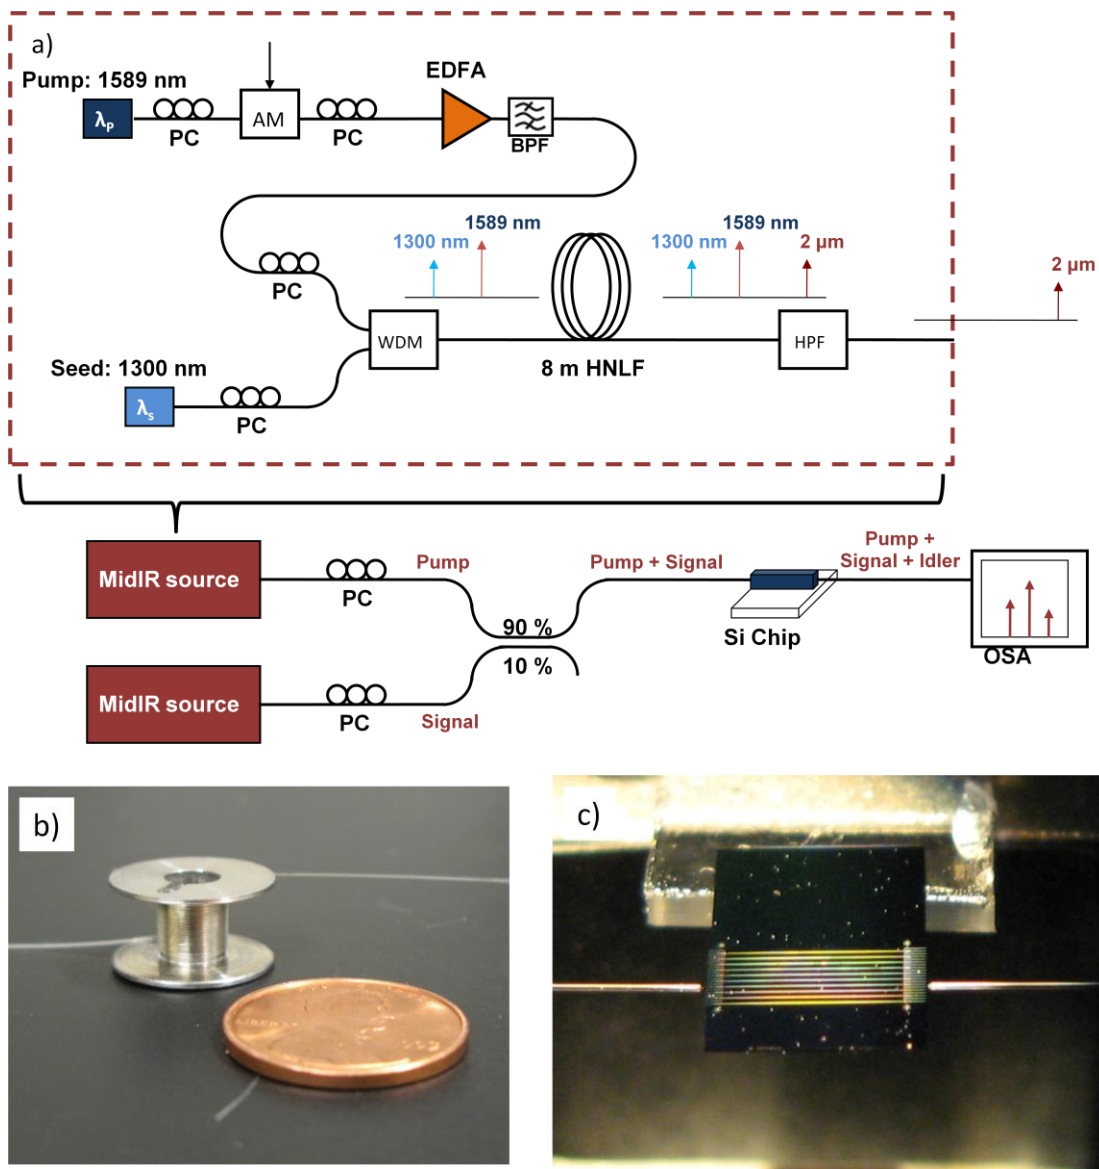 a)
Pump: 1589 nm
λP
PC
AM
PC
EDFA
BPF
PC
1300 nm
1589 nm
1300 nm
1589 nm
2 µm
2 µm
WDM
8 m HNLF
HPF
Seed: 1300 nm
λs
PC
MidIR source
PC
Pump
90 %
10 %
Pump + Signal
Si Chip
Pump +
Signal + Idler
OSA
MidIR source
PC
Signal
b)
c)